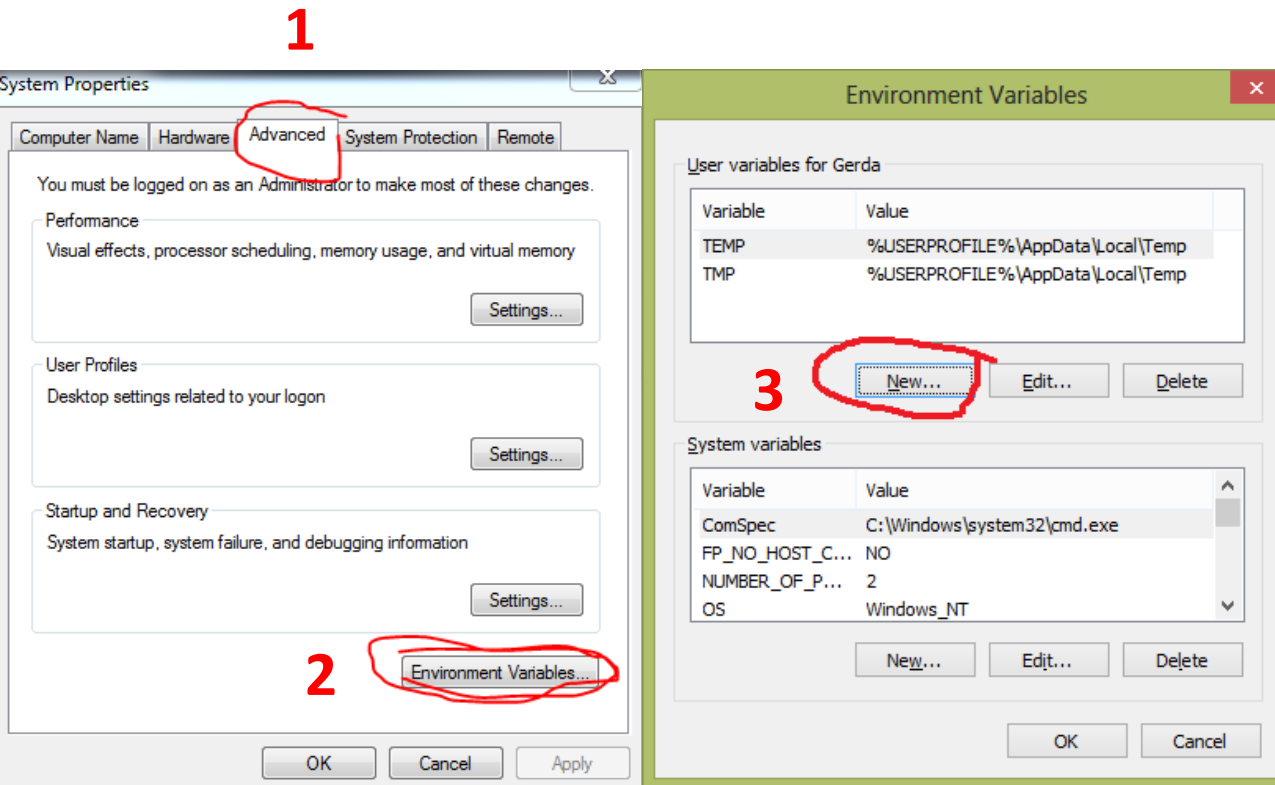 1
System Properties
Computer Name Hardware Advanced System Protection Remote
You must be logged on as an Administrator to make most of these changes.
Performance
Visual effects, processor scheduling, memory usage, and virtual memory
Settings...
User Profiles
Desktop settings related to your logon
Settings...
Startup and Recovery
System startup, system failure, and debugging information
Settings...
2
Environment Variables...
OK Cancel Apply
Environment Variables
User variables for Gerda
Variable Value
TEMP %USERPROFILE%\AppData\Local\Temp
TMP %USERPROFILE%\AppData\Local\Temp
3
New... Edit... Delete
System variables
Variable Value
ComSpec C:\Windows\system32\cmd.exe
FP_NO_HOST_C... NO
NUMBER_OF_P... 2
OS Windows_NT
New... Edit... Delete
OK Cancel